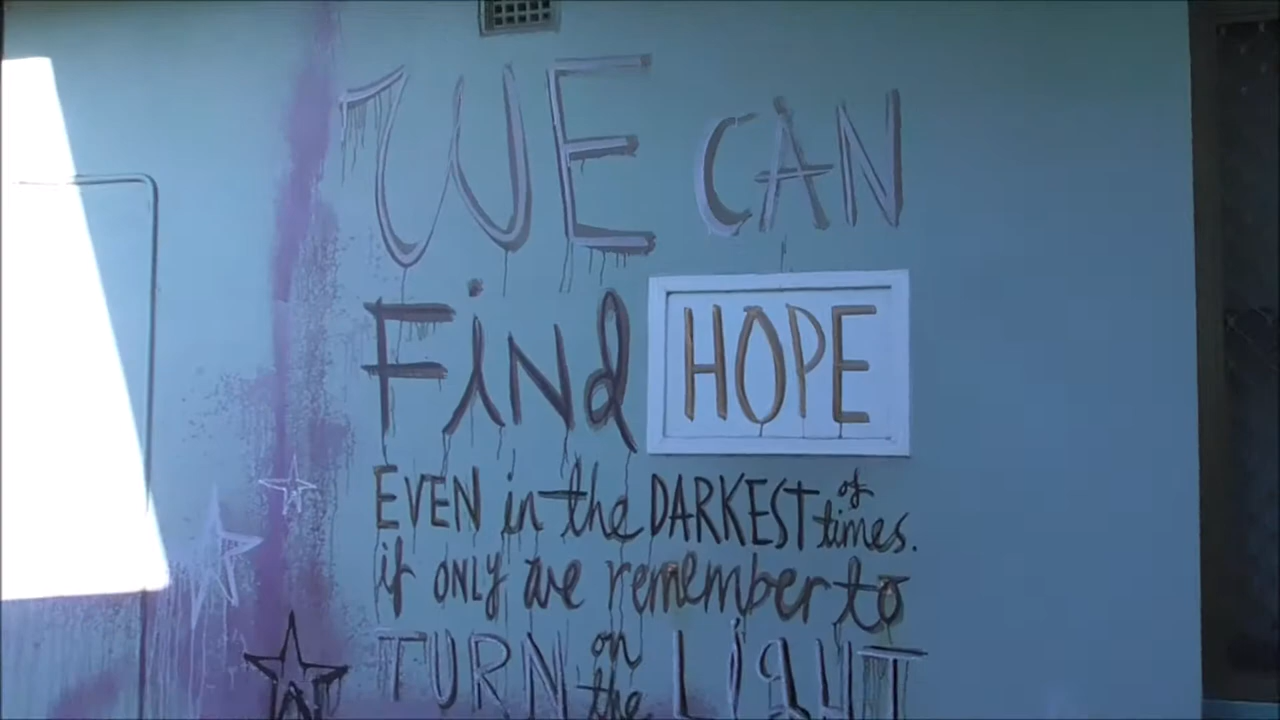 WE CAN
FiNd HOPE
EVEN in the DARKEST of times.
if ONLY we remember to
TURN on the LiGHT